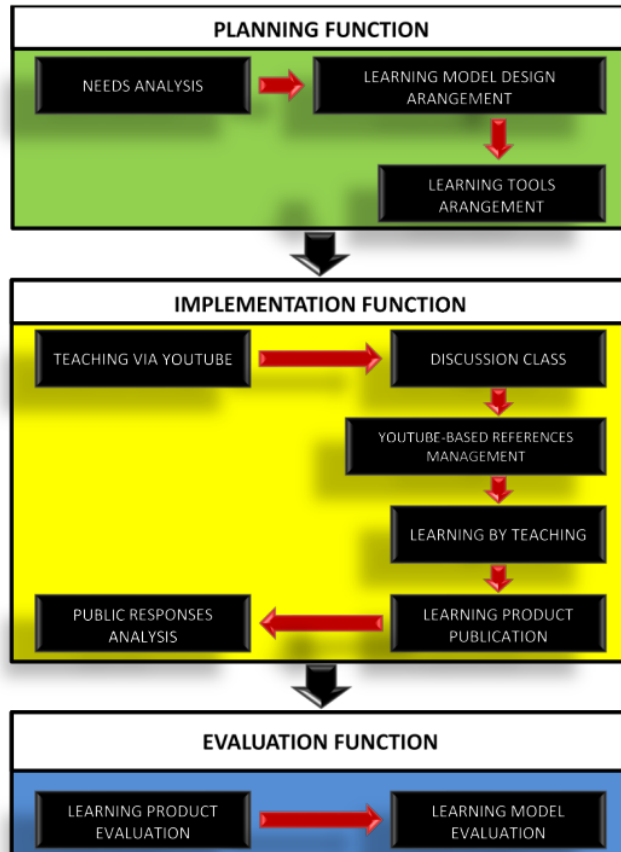 PLANNING FUNCTION
NEEDS ANALYSIS
LEARNING MODEL DESIGN
ARANGEMENT
LEARNING TOOLS
ARANGEMENT
IMPLEMENTATION FUNCTION
TEACHING VIA YOUTUBE
DISCUSSION CLASS
YOUTUBE-BASED REFERENCES
MANAGEMENT
LEARNING BY TEACHING
PUBLIC RESPONSES
ANALYSIS
LEARNING PRODUCT
PUBLICATION
EVALUATION FUNCTION
LEARNING PRODUCT
EVALUATION
LEARNING MODEL
EVALUATION